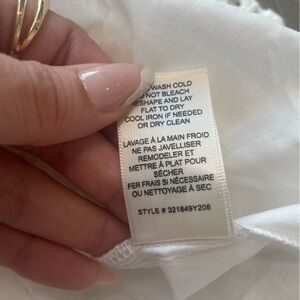 WASH COLD
NOT BLEACH
RESHAPE AND LAY
FLAT TO DRY
COOL IRON IF NEEDED
OR DRY CLEAN
LAVAGE À LA MAIN FROID
NE PAS JAVELLISER
REMODELER ET
METTRE À PLAT POUR
SÉCHER
FER FRAIS SI NÉCESSAIRE
OU NETTOYAGE À SEC
STYLE # 321849Y208